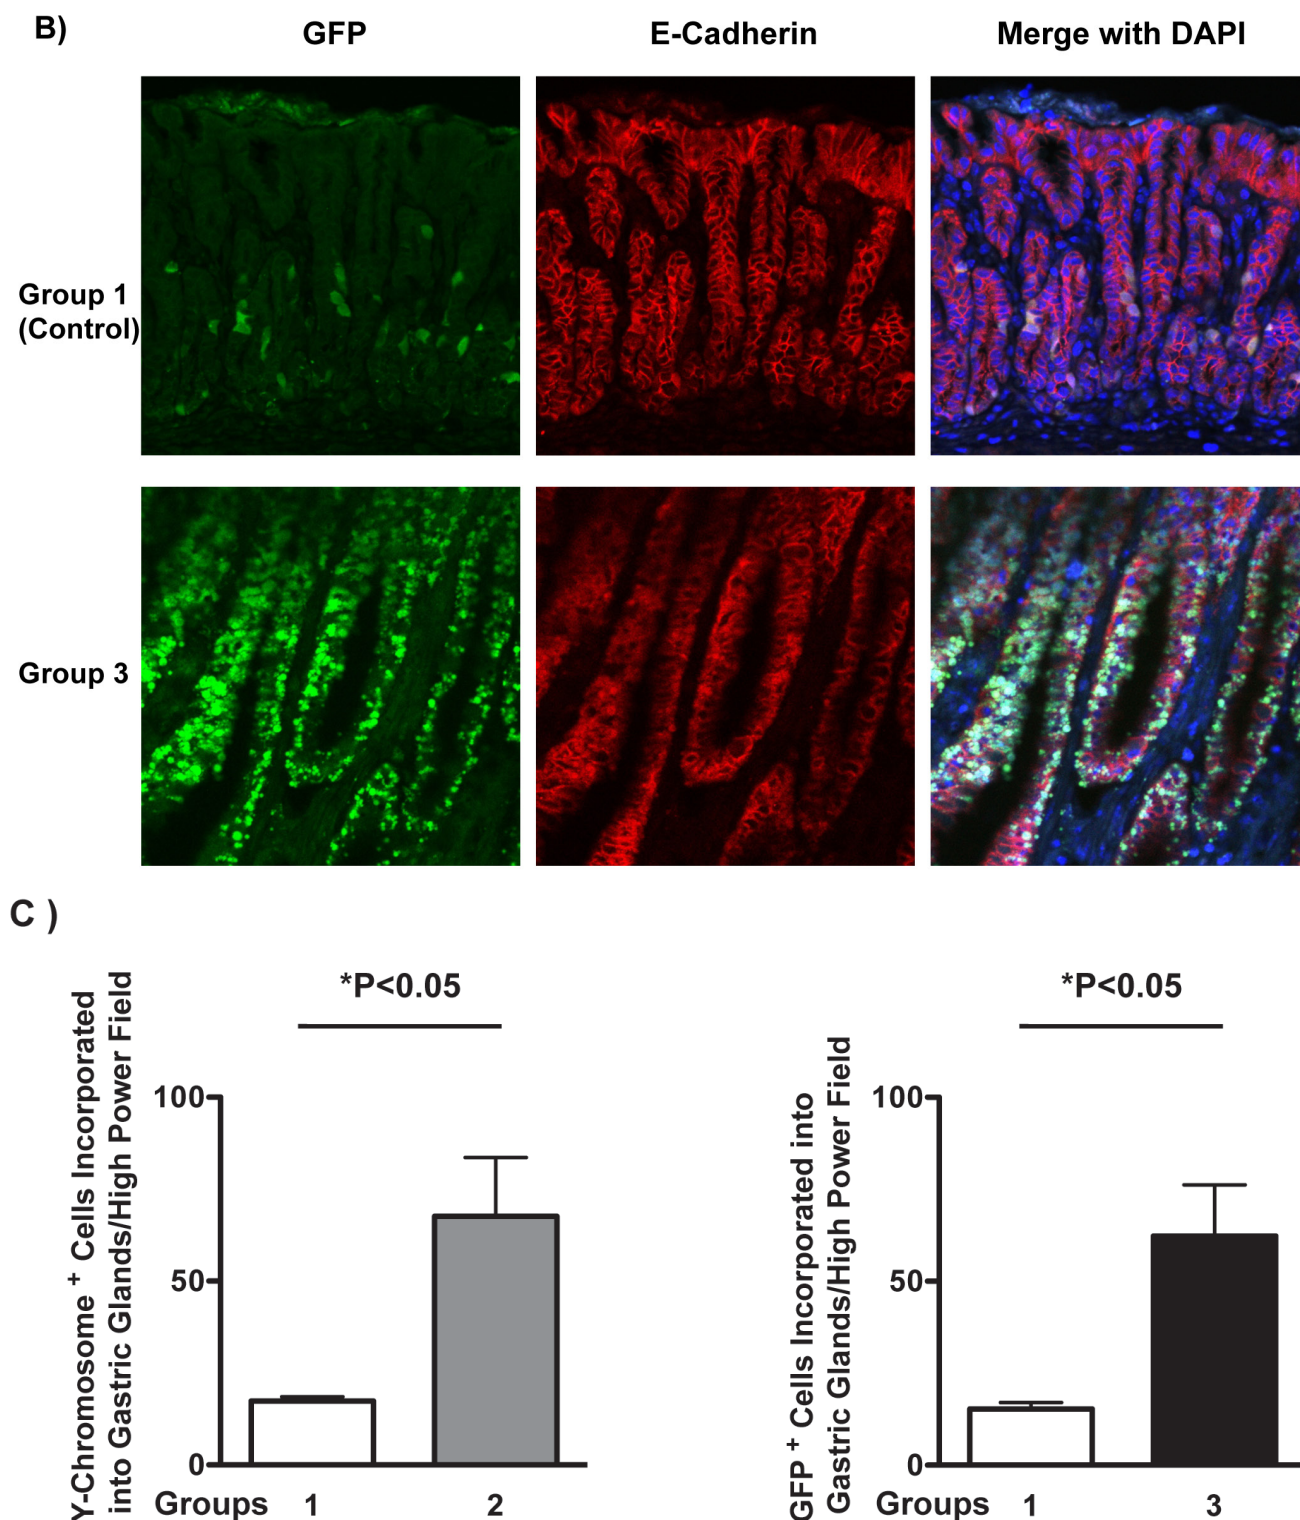 B)
GFP
E-Cadherin
Merge with DAPI
Group 1
(Control)
Group 3
C )
*P<0.05
Y-Chromosome + Cells Incorporated
into Gastric Glands/High Power Field
100
50
0
Groups 1 2
*P<0.05
GFP + Cells Incorporated into
Gastric Glands/High Power Field
100
50
0
Groups 1 3